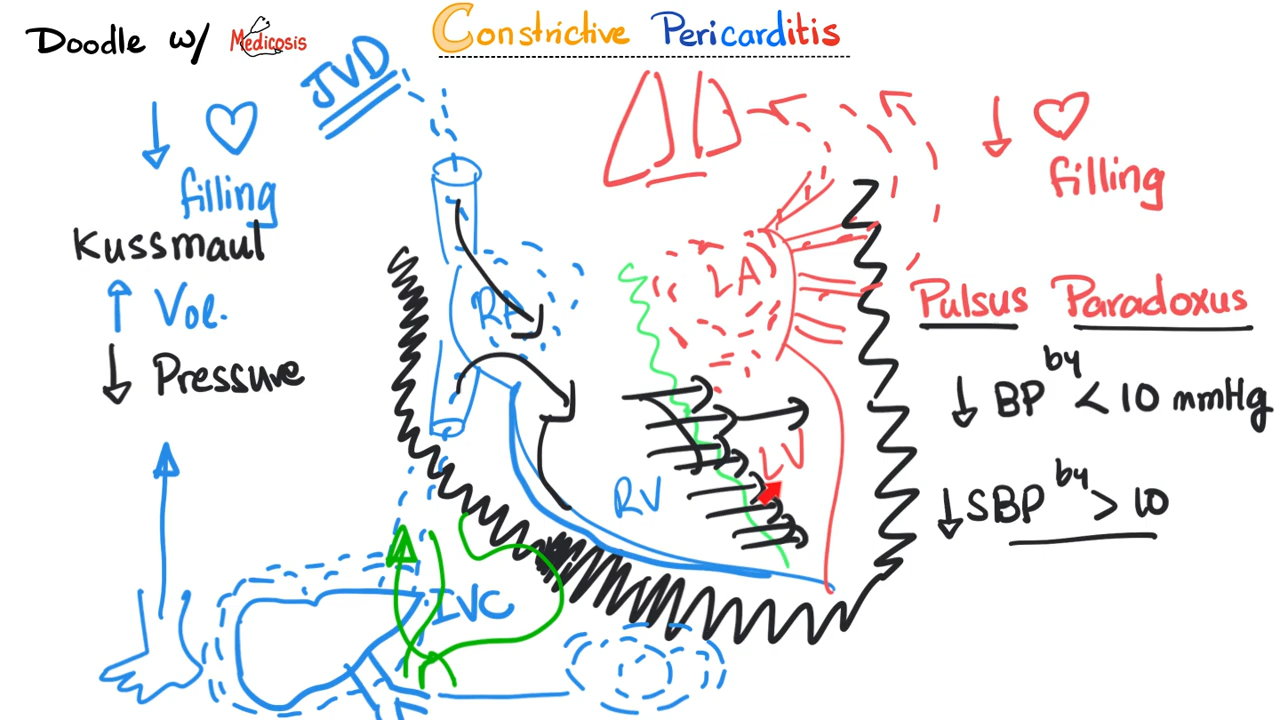 Doodle w/ Medicosis
Constrictive Pericarditis
JVD
↓ ♡
filling
Kussmaul
↑ Vol.
↓ Pressure
RA
LA
RV
LV
IVC
↓ ♡
filling
Pulsus Paradoxus
↓ BP by < 10 mmHg
↓ SBP by > 10